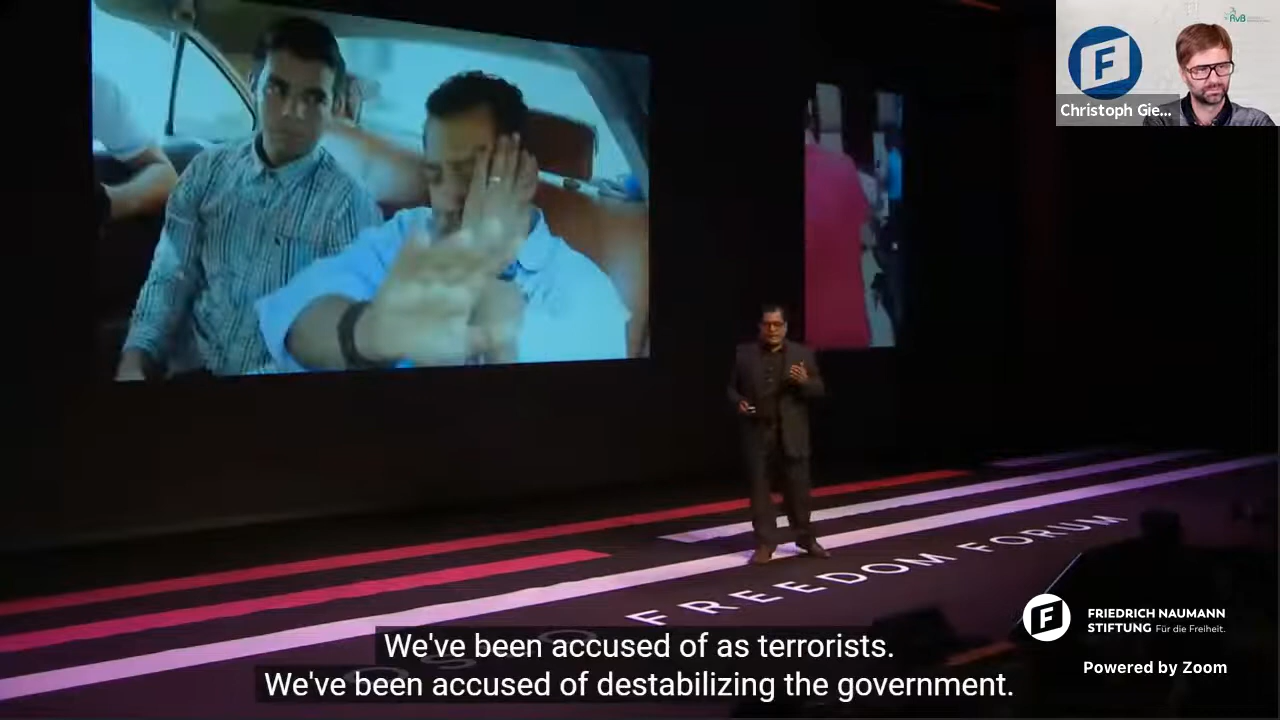 AvB
Christoph Gie...
FREEDOM FORUM
We've been accused of as terrorists.
We've been accused of destabilizing the government.
FRIEDRICH NAUMANN
STIFTUNG Für die Freiheit.
Powered by Zoom